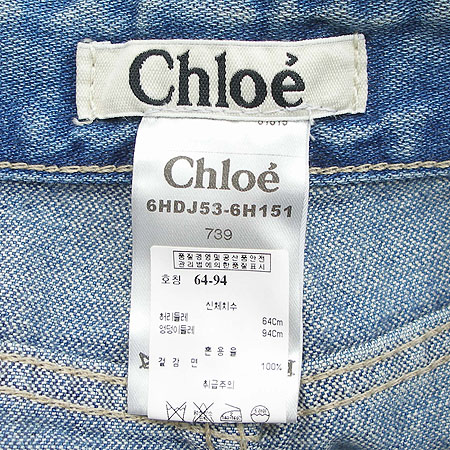 Chloé
Chloé
6HDJ53-6H151
739
품질경영및공산품안전
관리법에의한품질표시
호칭 64-94
신체치수
허리둘레 64Cm
엉덩이둘레 94Cm
혼용율
겉감 면 100%
취급주의